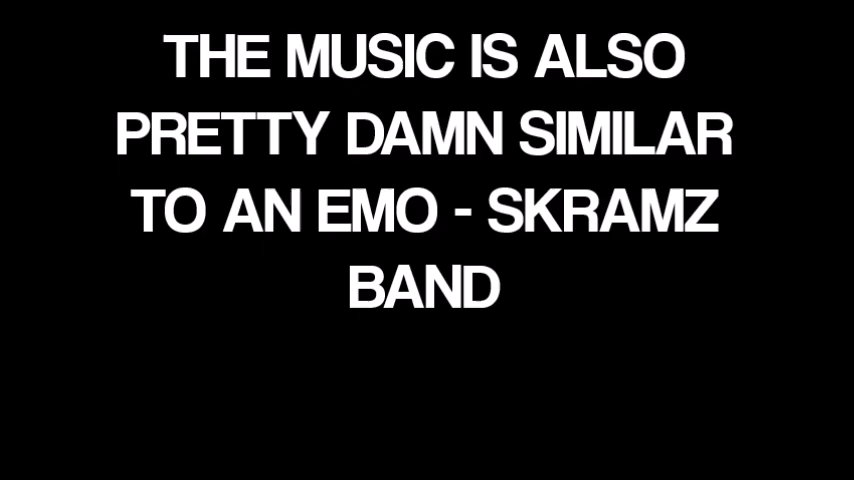 THE MUSIC IS ALSO
PRETTY DAMN SIMILAR
TO AN EMO - SKRAMZ
BAND